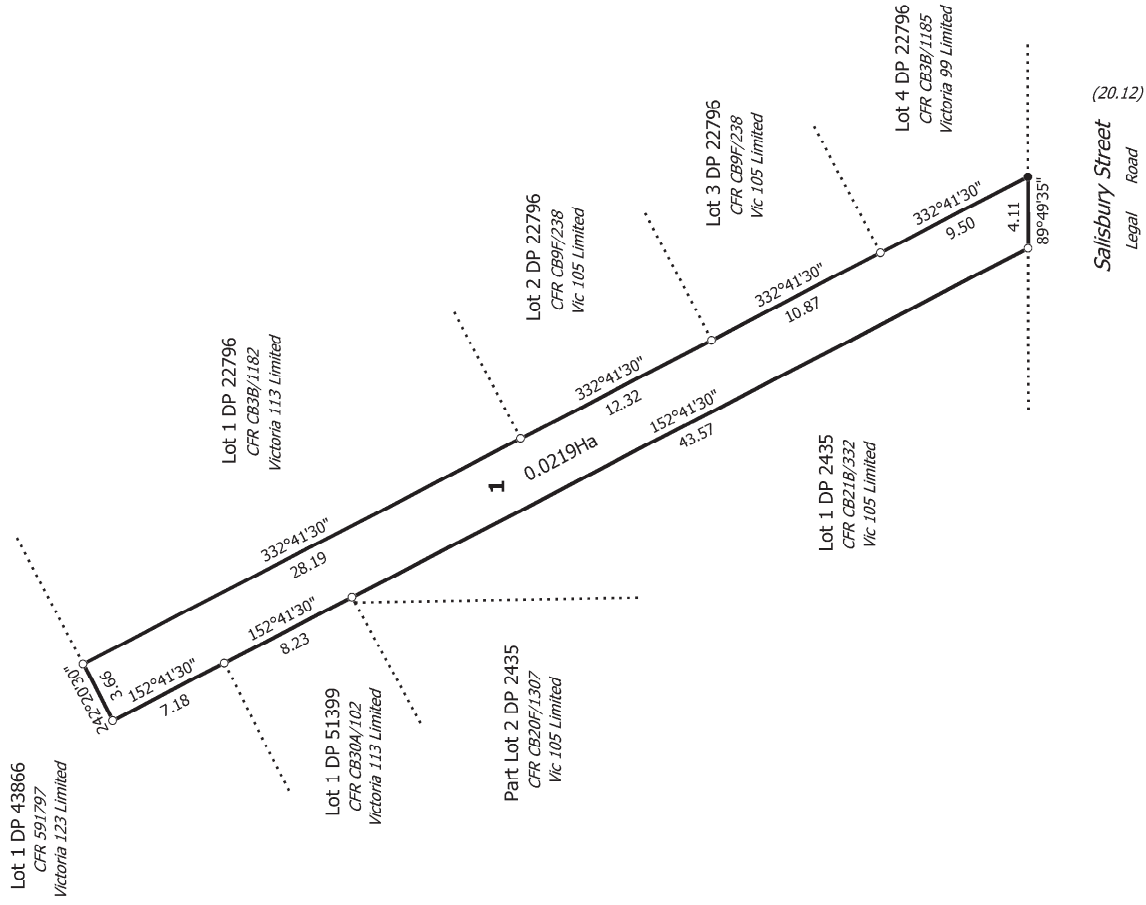 Lot 1 DP 43866
CFR 591797
Victoria 123 Limited
242°20'30"
3.66
152°41'30"
7.18
152°41'30"
8.23
152°41'30"
43.57
332°41'30"
28.19
332°41'30"
12.32
332°41'30"
10.87
332°41'30"
9.50
4.11
89°49'35"
1
0.0219Ha
Lot 1 DP 22796
CFR CB3B/1182
Victoria 113 Limited
Lot 2 DP 22796
CFR CB9F/238
Vic 105 Limited
Lot 3 DP 22796
CFR CB9F/238
Vic 105 Limited
Lot 4 DP 22796
CFR CB3B/1185
Victoria 99 Limited
Lot 1 DP 51399
CFR CB30A/102
Victoria 113 Limited
Part Lot 2 DP 2435
CFR CB20F/1307
Vic 105 Limited
Lot 1 DP 2435
CFR CB21B/332
Vic 105 Limited
Salisbury Street (20.12)
Legal Road